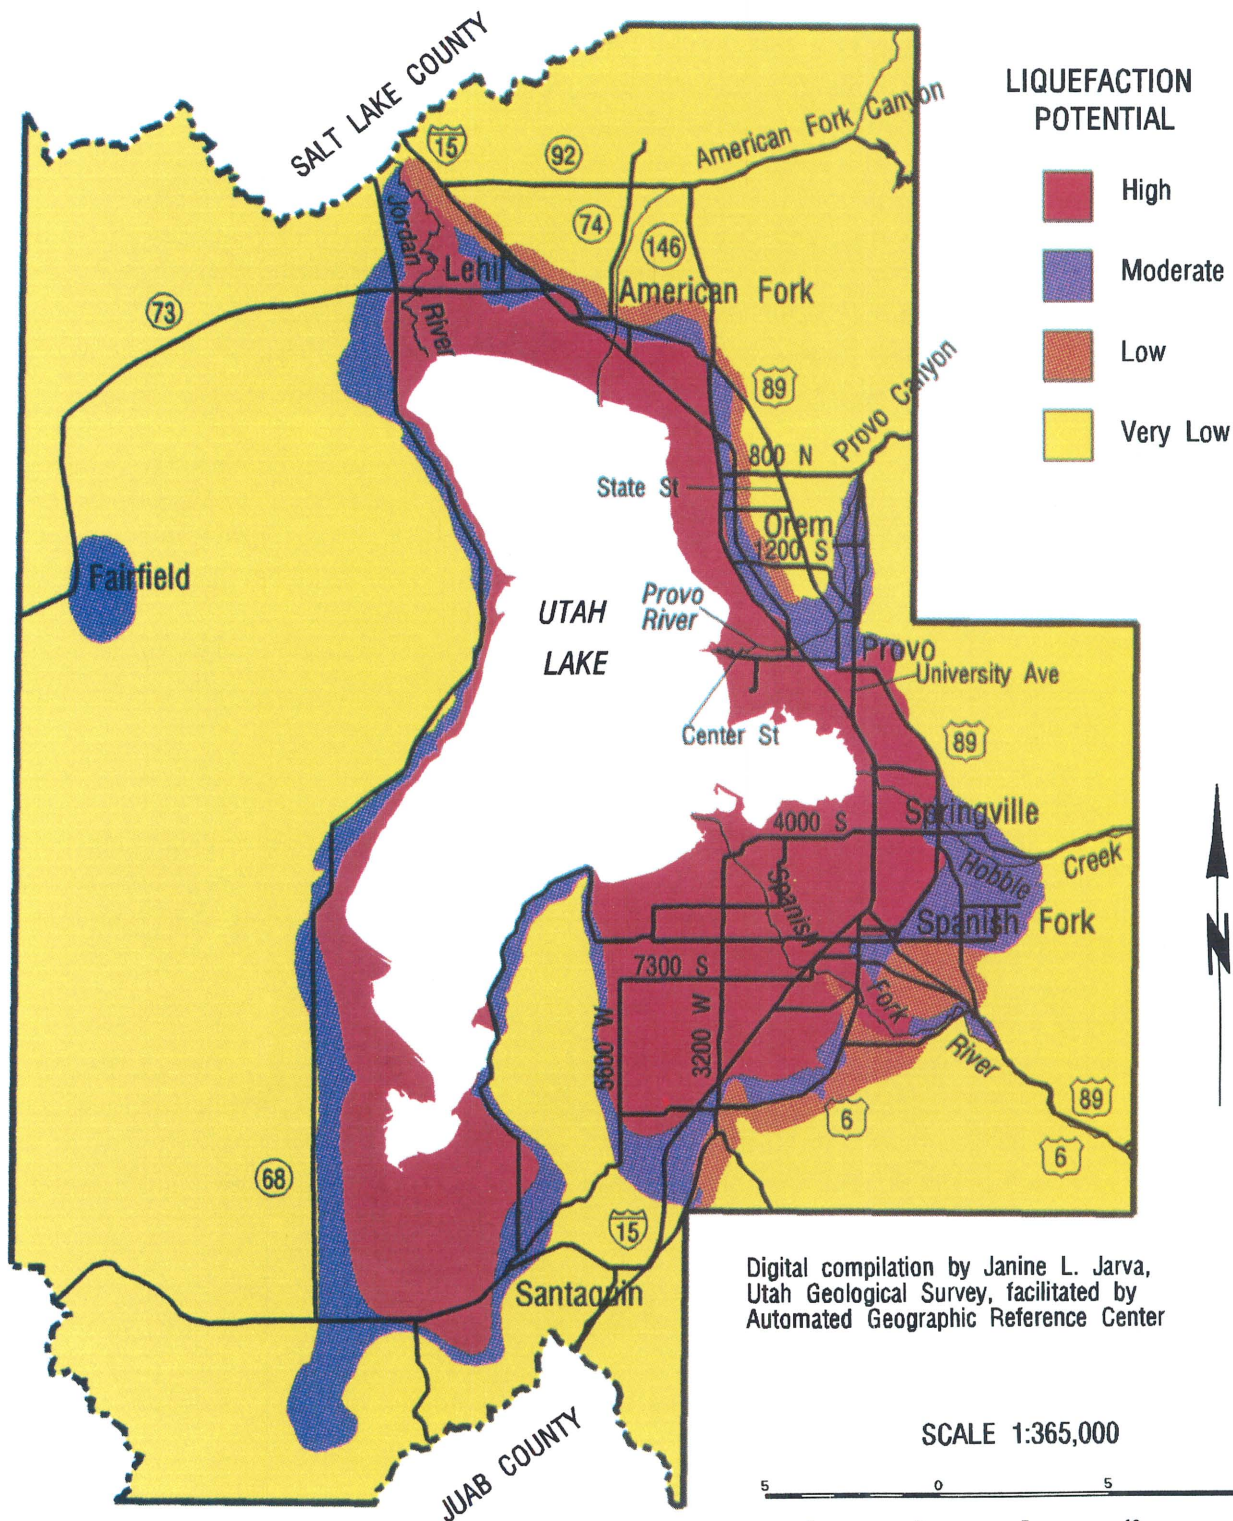 SALT LAKE COUNTY
LIQUEFACTION
POTENTIAL
High
Moderate
Low
Very Low
15
92
American Fork Canyon
74
146
Jordan
River
Lehi
American Fork
73
89
Provo Canyon
800 N
State St
Orem
1200 S
Fairfield
Provo
River
UTAH
LAKE
Provo
University Ave
Center St
89
Springville
4000 S
Hobble
Creek
Spanish
Fork
River
Spanish Fork
7300 S
5600 W
3200 W
N
6
89
6
68
15
Santaquin
Digital compilation by Janine L. Jarva,
Utah Geological Survey, facilitated by
Automated Geographic Reference Center
SCALE 1:365,000
JUAB COUNTY
5
0
5